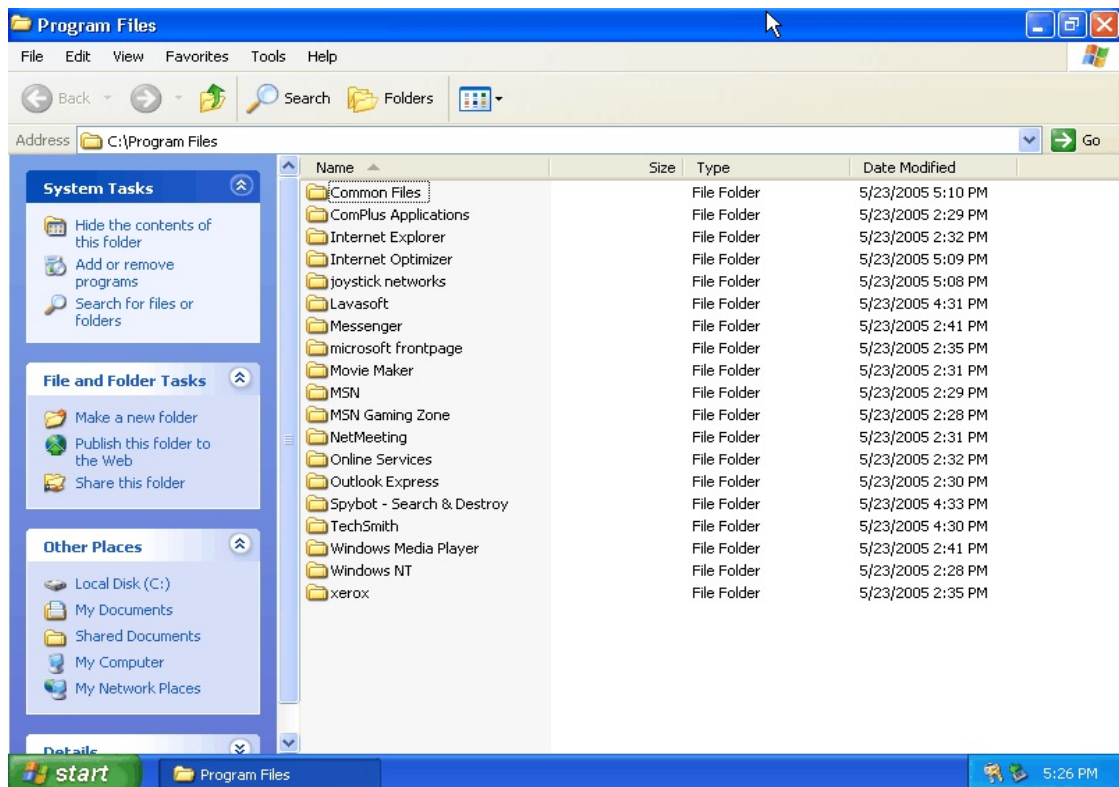 Program Files
File Edit View Favorites Tools Help
Back Search Folders
Address C:\Program Files Go
System Tasks
Hide the contents of
this folder
Add or remove
programs
Search for files or
folders
File and Folder Tasks
Make a new folder
Publish this folder to
the Web
Share this folder
Other Places
Local Disk (C:)
My Documents
Shared Documents
My Computer
My Network Places
Details
Name Size Type Date Modified
Common Files File Folder 5/23/2005 5:10 PM
ComPlus Applications File Folder 5/23/2005 2:29 PM
Internet Explorer File Folder 5/23/2005 2:32 PM
Internet Optimizer File Folder 5/23/2005 5:09 PM
joystick networks File Folder 5/23/2005 5:08 PM
Lavasoft File Folder 5/23/2005 4:31 PM
Messenger File Folder 5/23/2005 2:41 PM
microsoft frontpage File Folder 5/23/2005 2:35 PM
Movie Maker File Folder 5/23/2005 2:31 PM
MSN File Folder 5/23/2005 2:29 PM
MSN Gaming Zone File Folder 5/23/2005 2:28 PM
NetMeeting File Folder 5/23/2005 2:31 PM
Online Services File Folder 5/23/2005 2:32 PM
Outlook Express File Folder 5/23/2005 2:30 PM
Spybot - Search & Destroy File Folder 5/23/2005 4:33 PM
TechSmith File Folder 5/23/2005 4:30 PM
Windows Media Player File Folder 5/23/2005 2:41 PM
Windows NT File Folder 5/23/2005 2:28 PM
xerox File Folder 5/23/2005 2:35 PM
start Program Files 5:26 PM